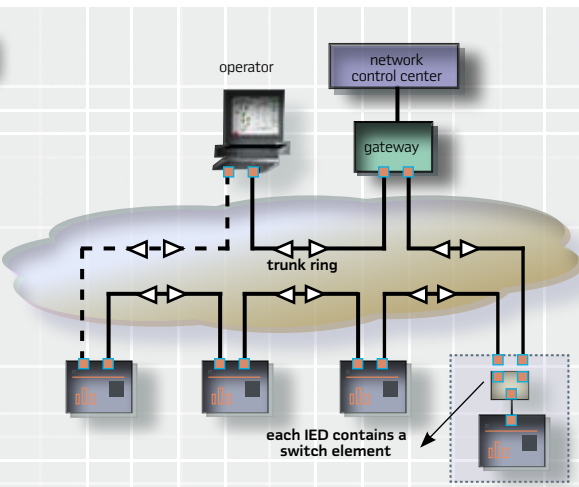 operator
network
control center
gateway
trunk ring
each IED contains a
switch element